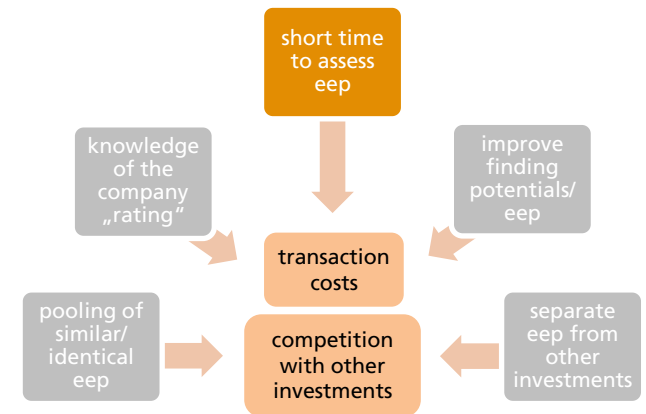 short time
to assess
eep
knowledge
of the
company
„rating“
improve
finding
potentials/
eep
transaction
costs
pooling of
similar/
identical
eep
competition
with other
investments
separate
eep from
other
investments